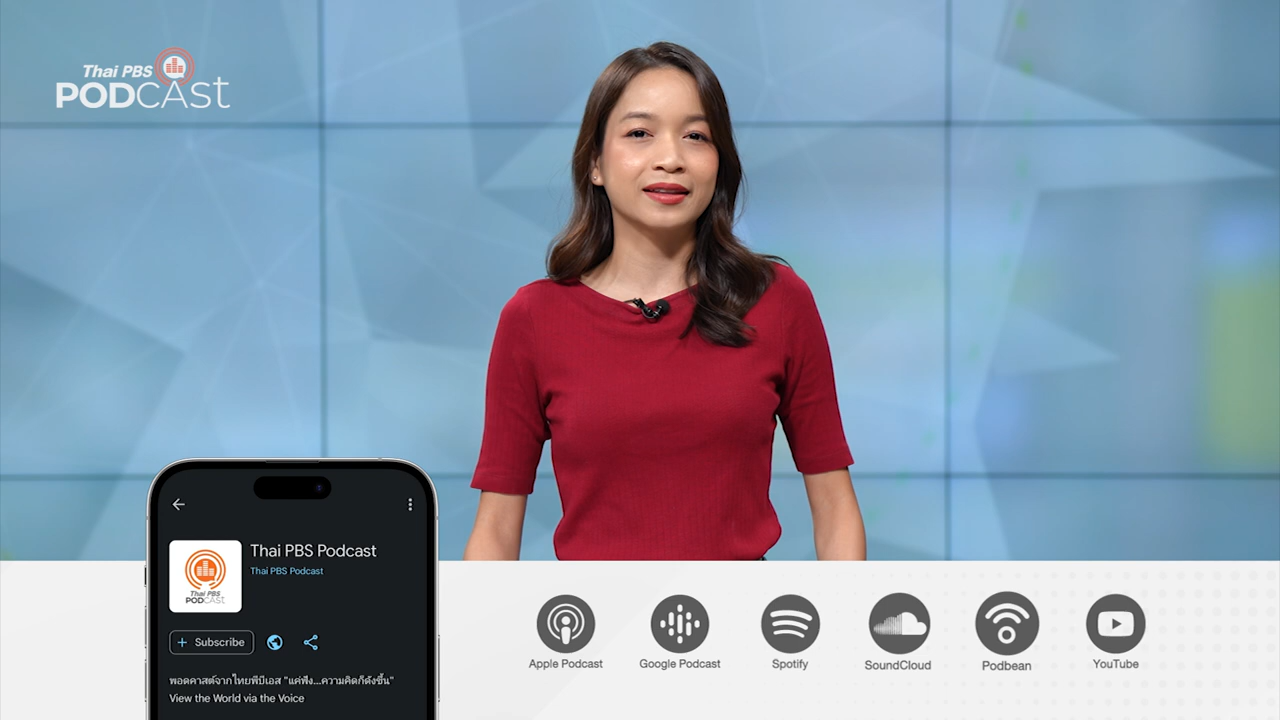 Thai PBS
PODCASt
Thai PBS Podcast
Thai PBS Podcast
Thai PBS
PODCAST
+ Subscribe
พอดคาสต์จากไทยพีบีเอส "แค่ฟัง...ความคิดก็ดังขึ้น"
View the World via the Voice
Apple Podcast
Google Podcast
Spotify
SoundCloud
Podbean
YouTube